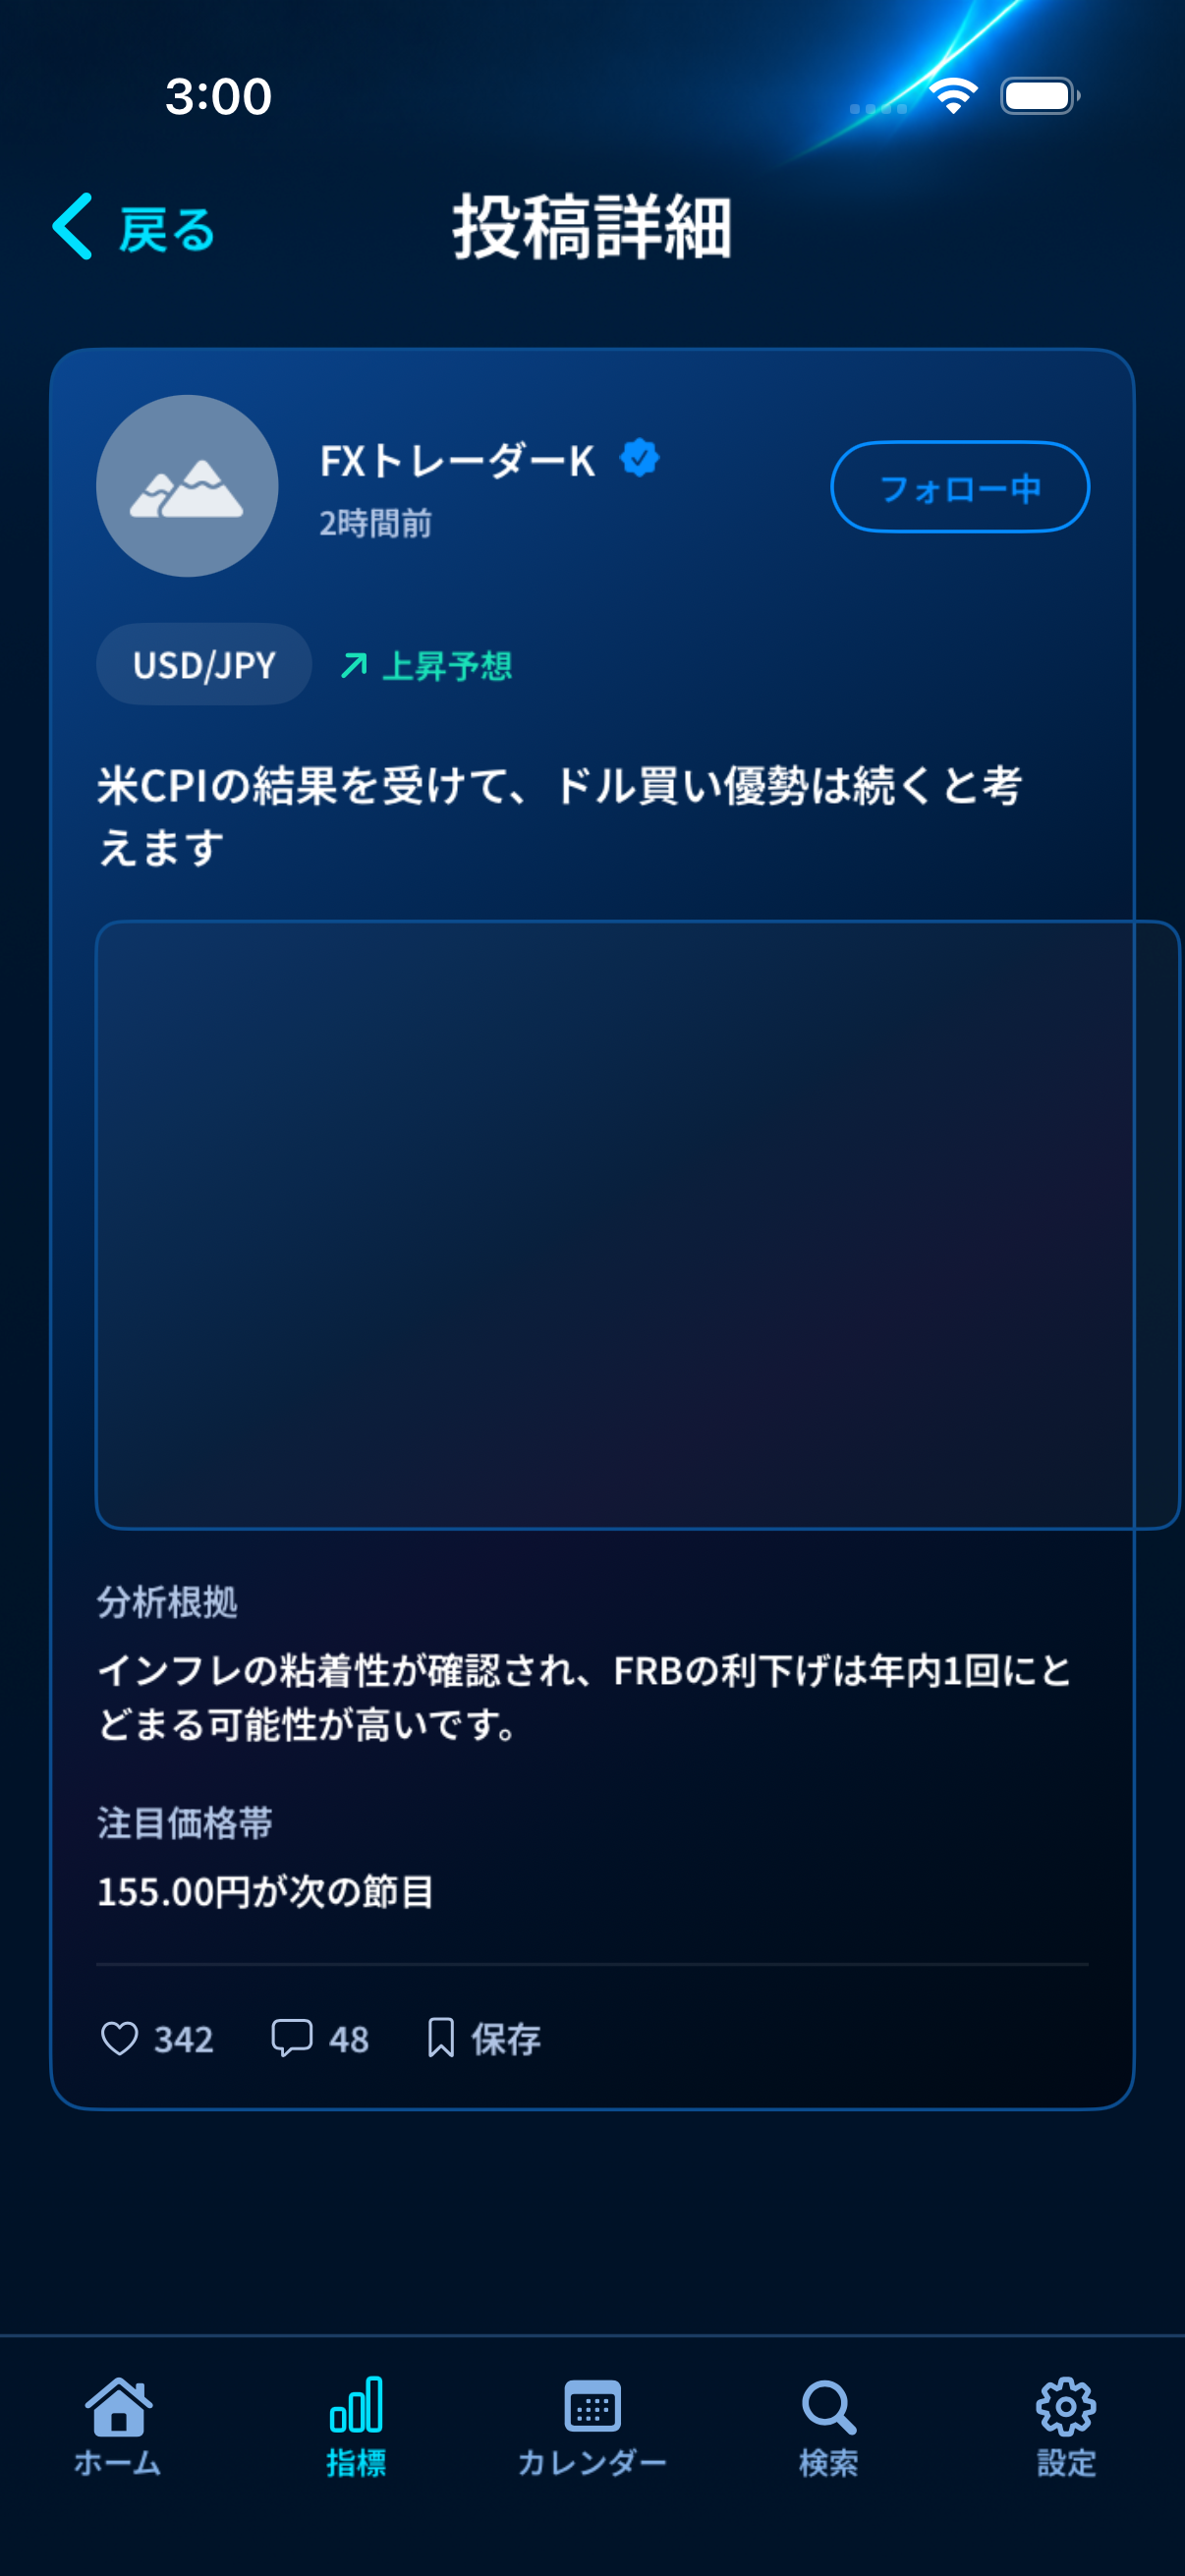 3:00
戻る
投稿詳細
FXトレーダーK
2時間前
フォロー中
USD/JPY
上昇予想
米CPIの結果を受けて、ドル買い優勢は続くと考
えます
分析根拠
インフレの粘着性が確認され、FRBの利下げは年内1回にと
どまる可能性が高いです。
注目価格帯
155.00円が次の節目
342
48
保存
ホーム
指標
カレンダー
検索
設定